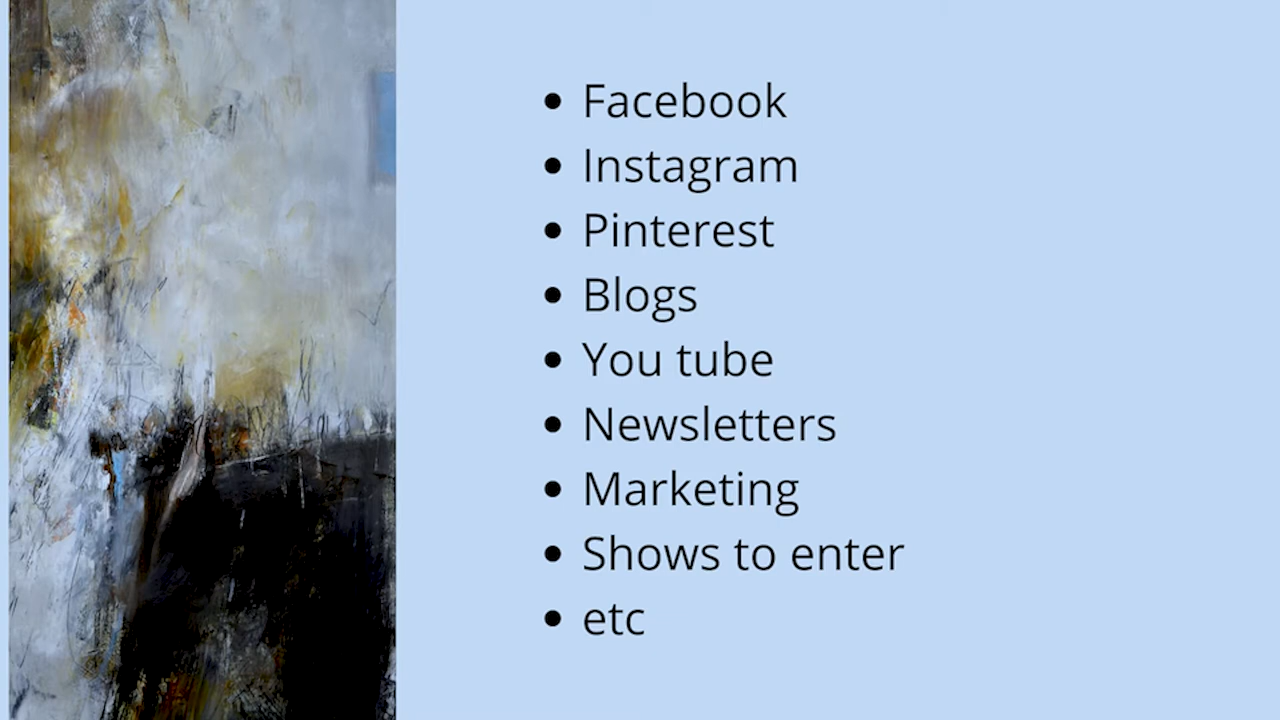 • Facebook
• Instagram
• Pinterest
• Blogs
• You tube
• Newsletters
• Marketing
• Shows to enter
• etc